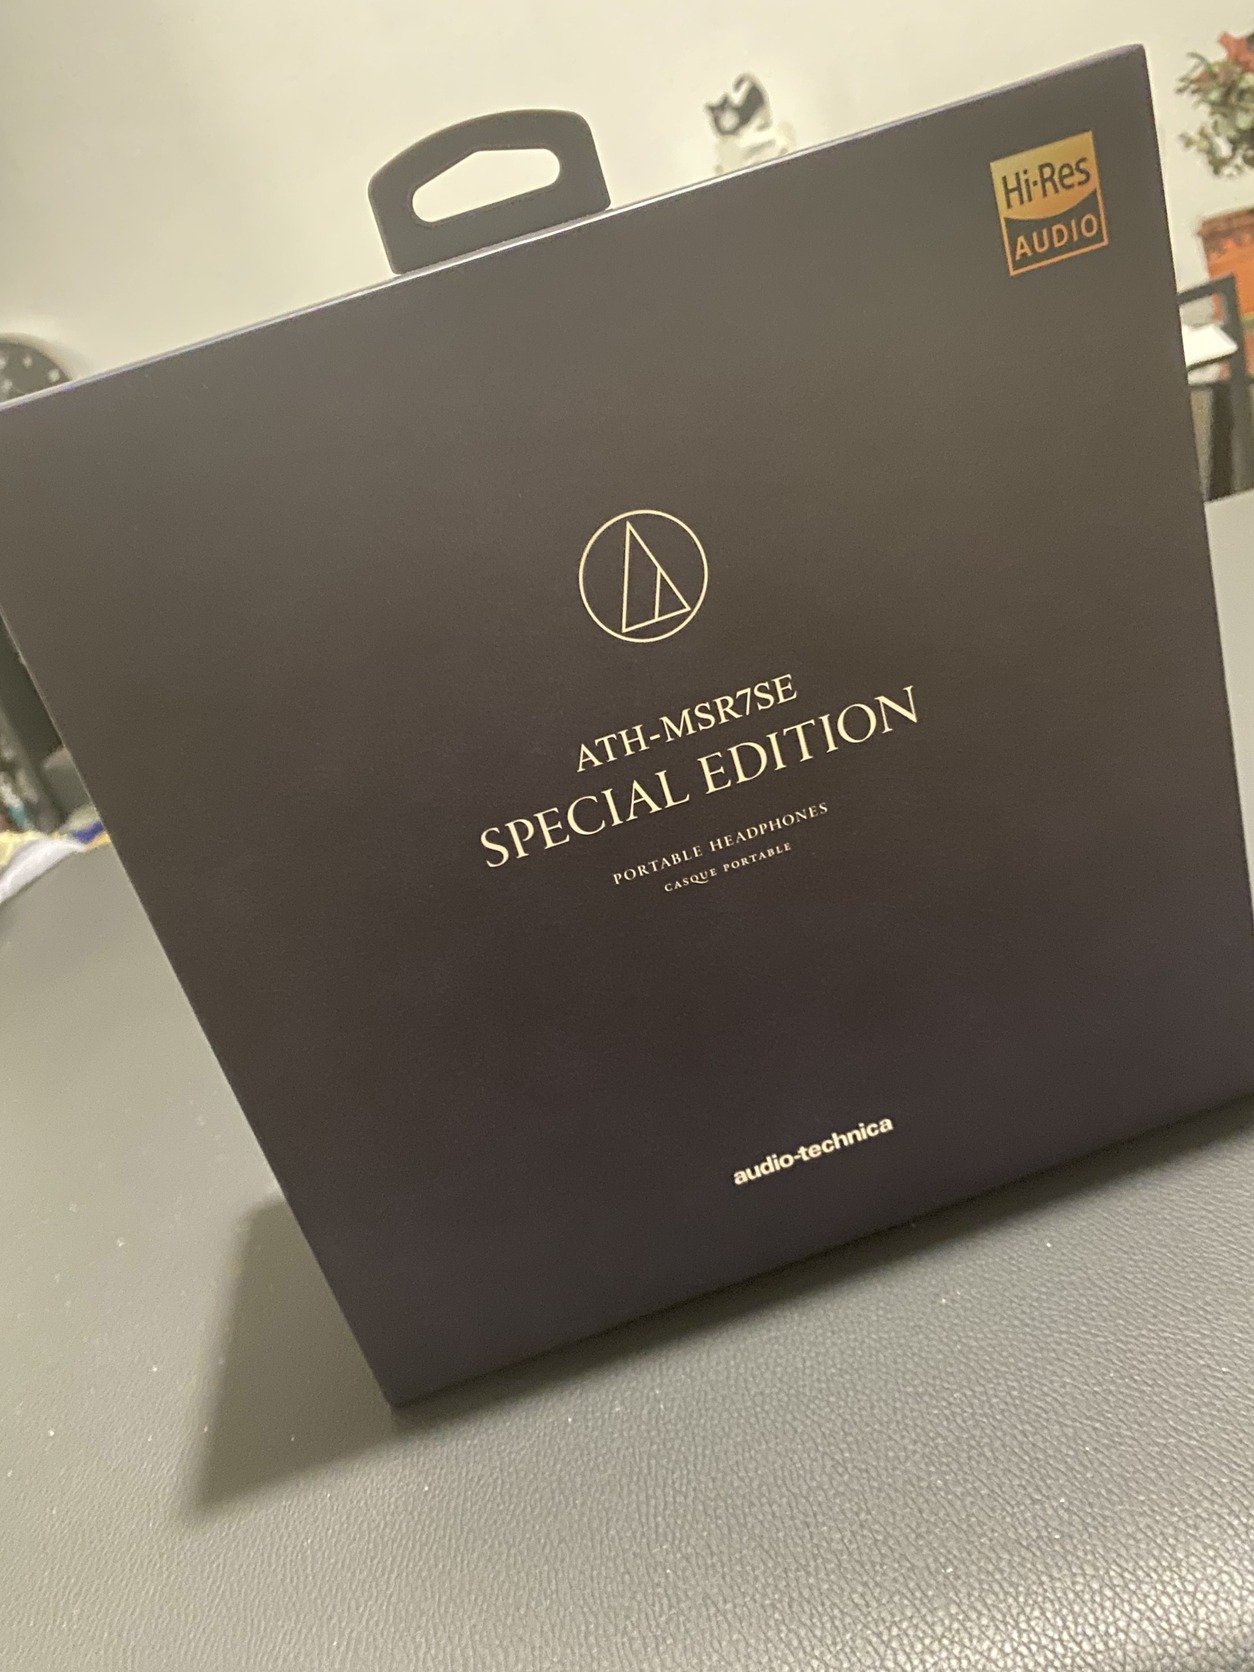 Hi-Res
AUDIO
ATH-MSR7SE
SPECIAL EDITION
PORTABLE HEADPHONES
CASQUE PORTABLE
audio-technica